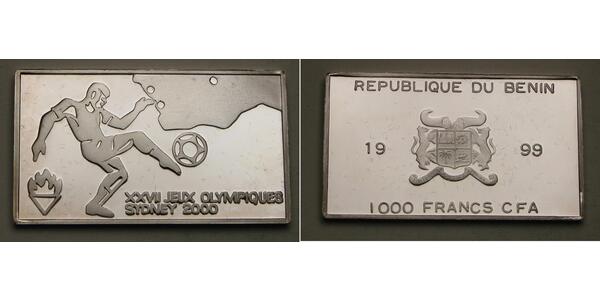 XXVII JEUX OLYMPIQUES
SYDNEY 2000
REPUBLIQUE DU BENIN
19 99
1000 FRANCS CFA